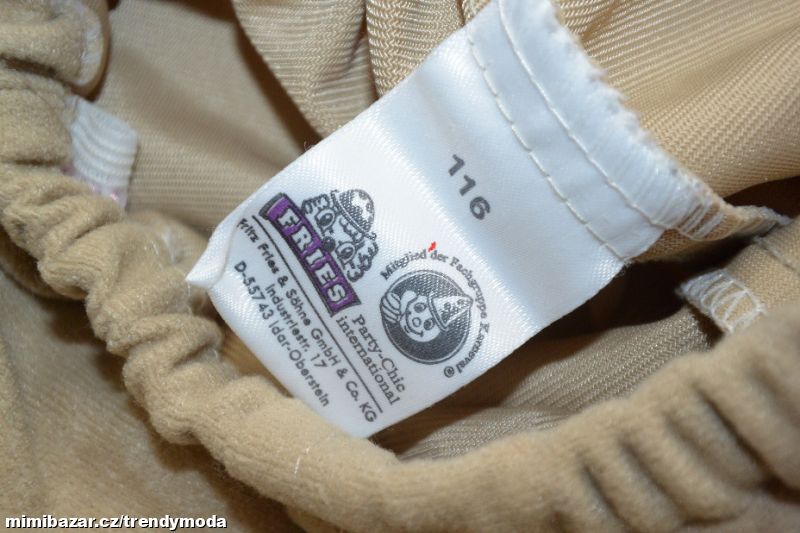 116
FRIES
Party-Chic
International
Fritz Fries & Söhne GmbH & Co. KG
Industriestr. 17
D-55743 Idar-Oberstein
Mitglied der Fachgruppe Karneval
®
mimibazar.cz/trendymoda